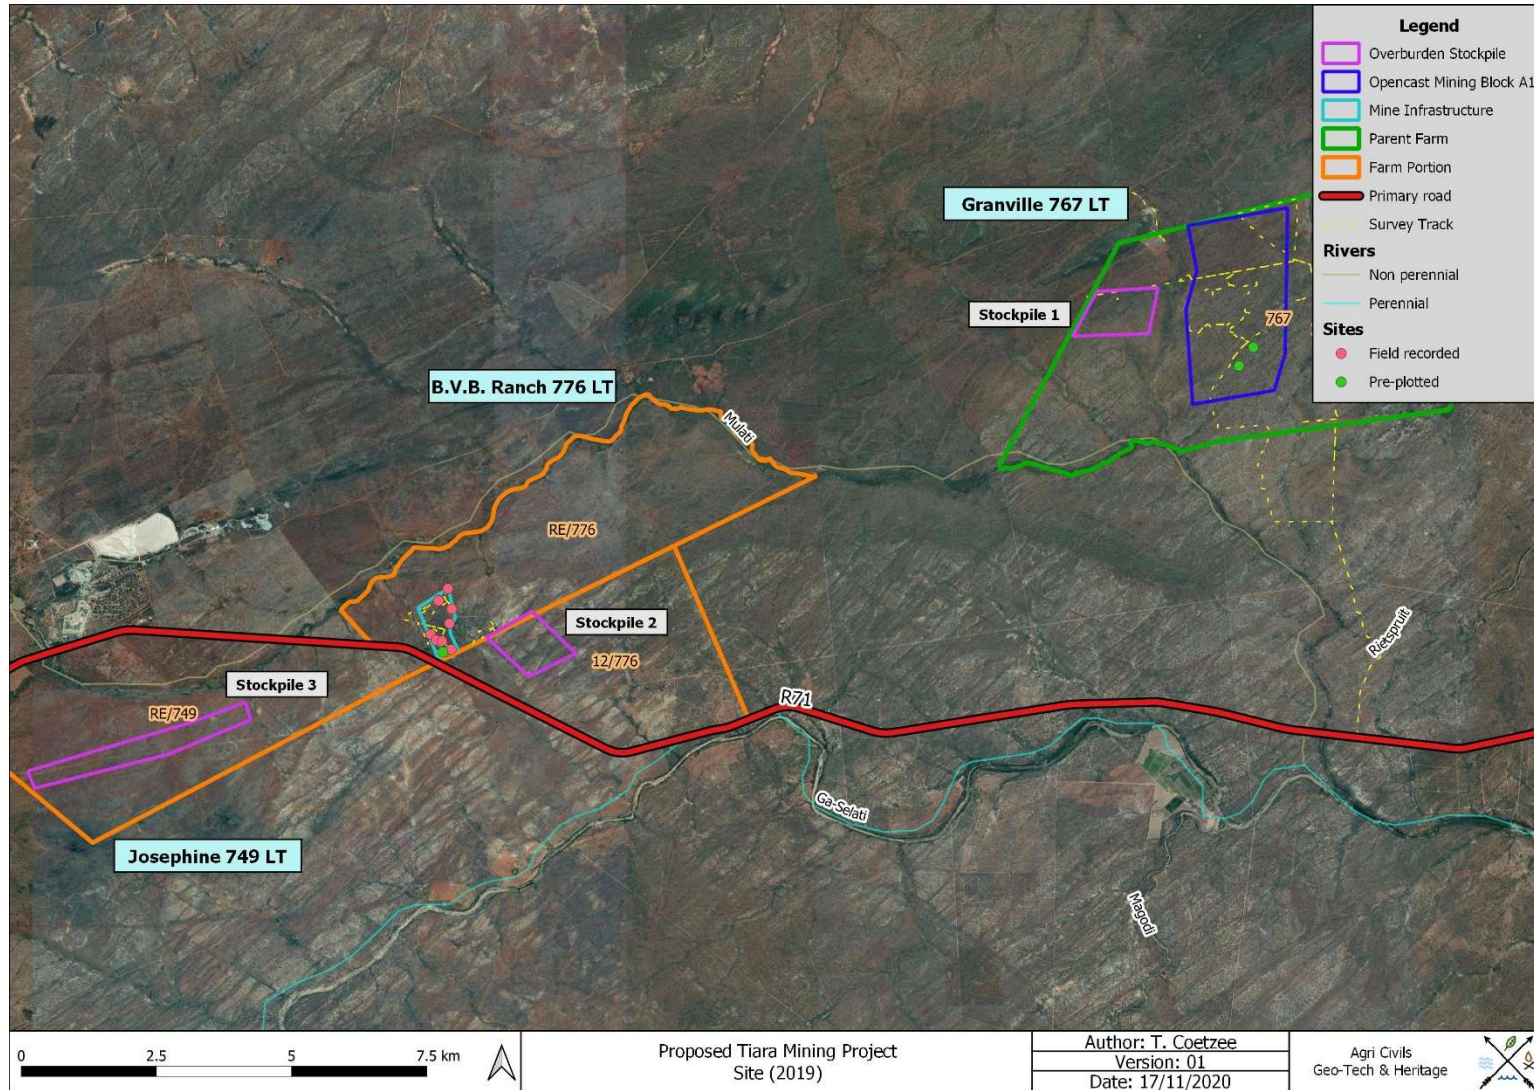 Legend
Overburden Stockpile
Opencast Mining Block A1
Mine Infrastructure
Parent Farm
Farm Portion
Primary road
Survey Track
Rivers
Non perennial
Perennial
Sites
Field recorded
Pre-plotted
Granville 767 LT
Stockpile 1
767
B.V.B. Ranch 776 LT
Mulati
RE/776
Stockpile 2
12/776
Rietspruit
Stockpile 3
RE/749
R71
Ga-Selati
Josephine 749 LT
Magodi
0 2.5 5 7.5 km
Proposed Tiara Mining Project
Site (2019)
Author: T. Coetzee
Version: 01
Date: 17/11/2020
Agri Civils
Geo-Tech & Heritage